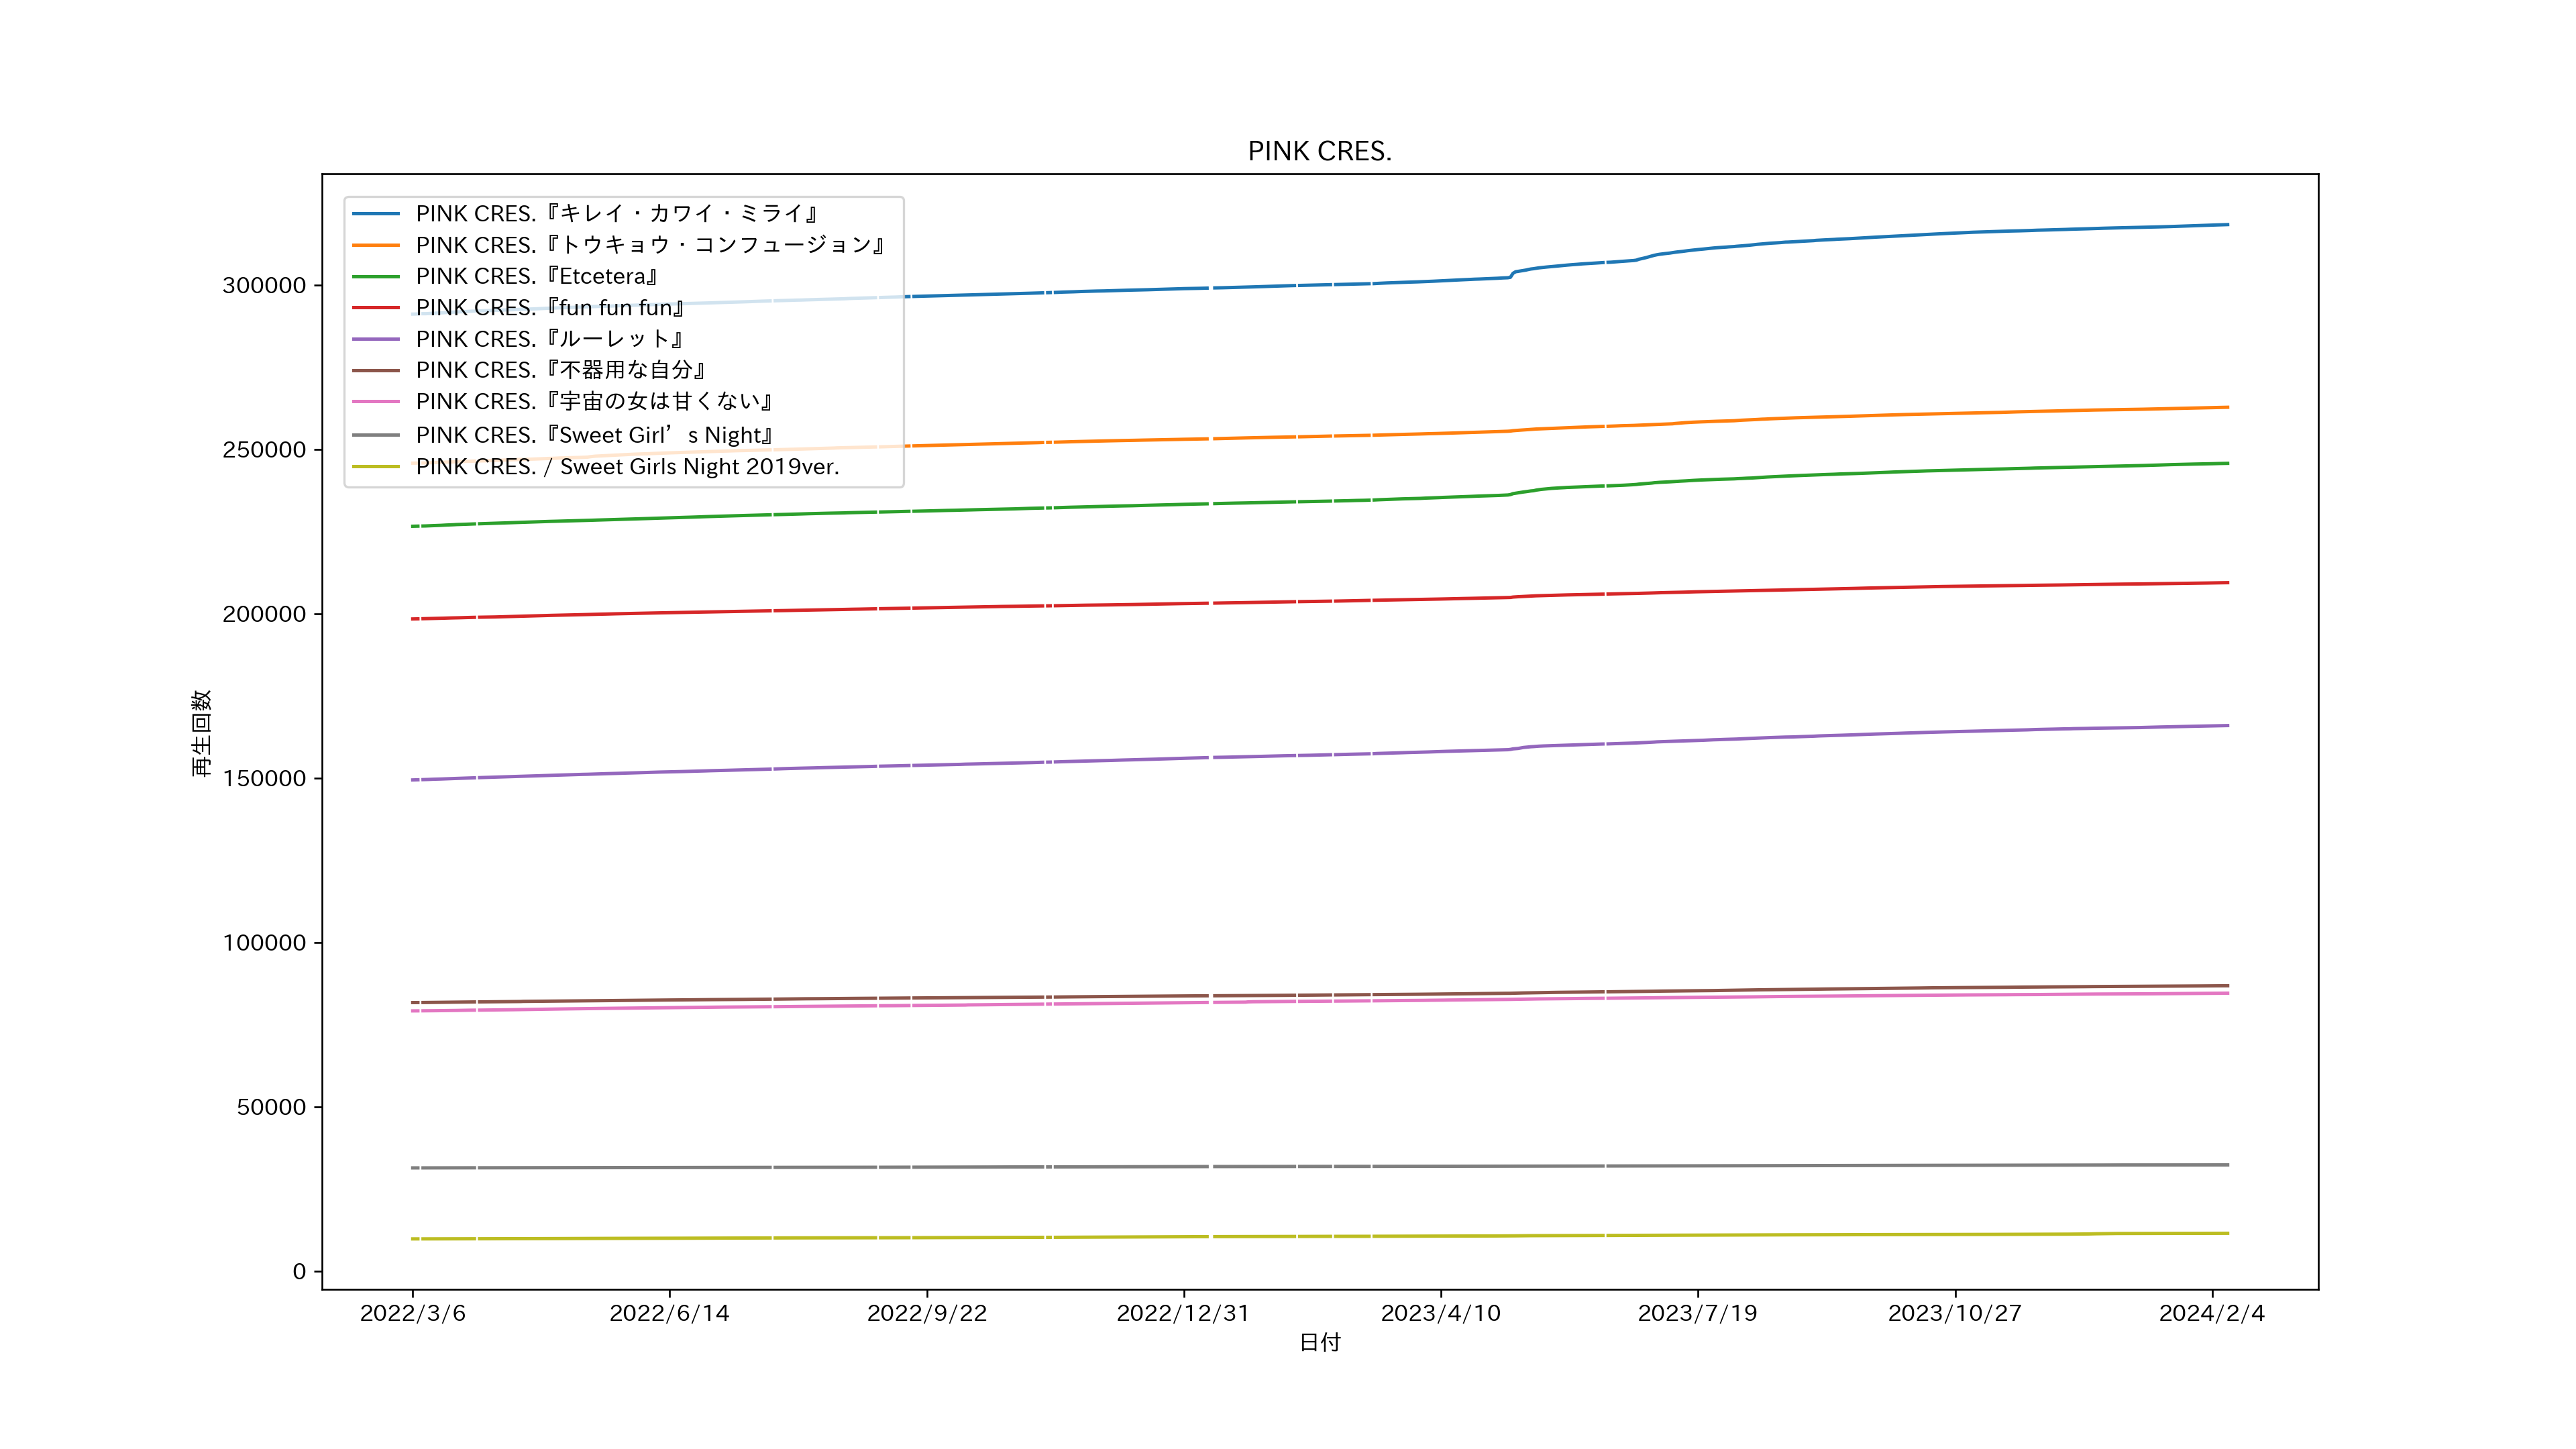 PINK CRES.
PINK CRES.『キレイ・カワイ・ミライ』
PINK CRES.『トウキョウ・コンフュージョン』
PINK CRES.『Etcetera』
PINK CRES.『fun fun fun』
PINK CRES.『ルーレット』
PINK CRES.『不器用な自分』
PINK CRES.『宇宙の女は甘くない』
PINK CRES.『Sweet Girl’s Night』
PINK CRES. / Sweet Girls Night 2019ver.
300000
250000
200000
150000
100000
50000
0
再生回数
2022/3/6 2022/6/14 2022/9/22 2022/12/31 2023/4/10 2023/7/19 2023/10/27 2024/2/4
日付